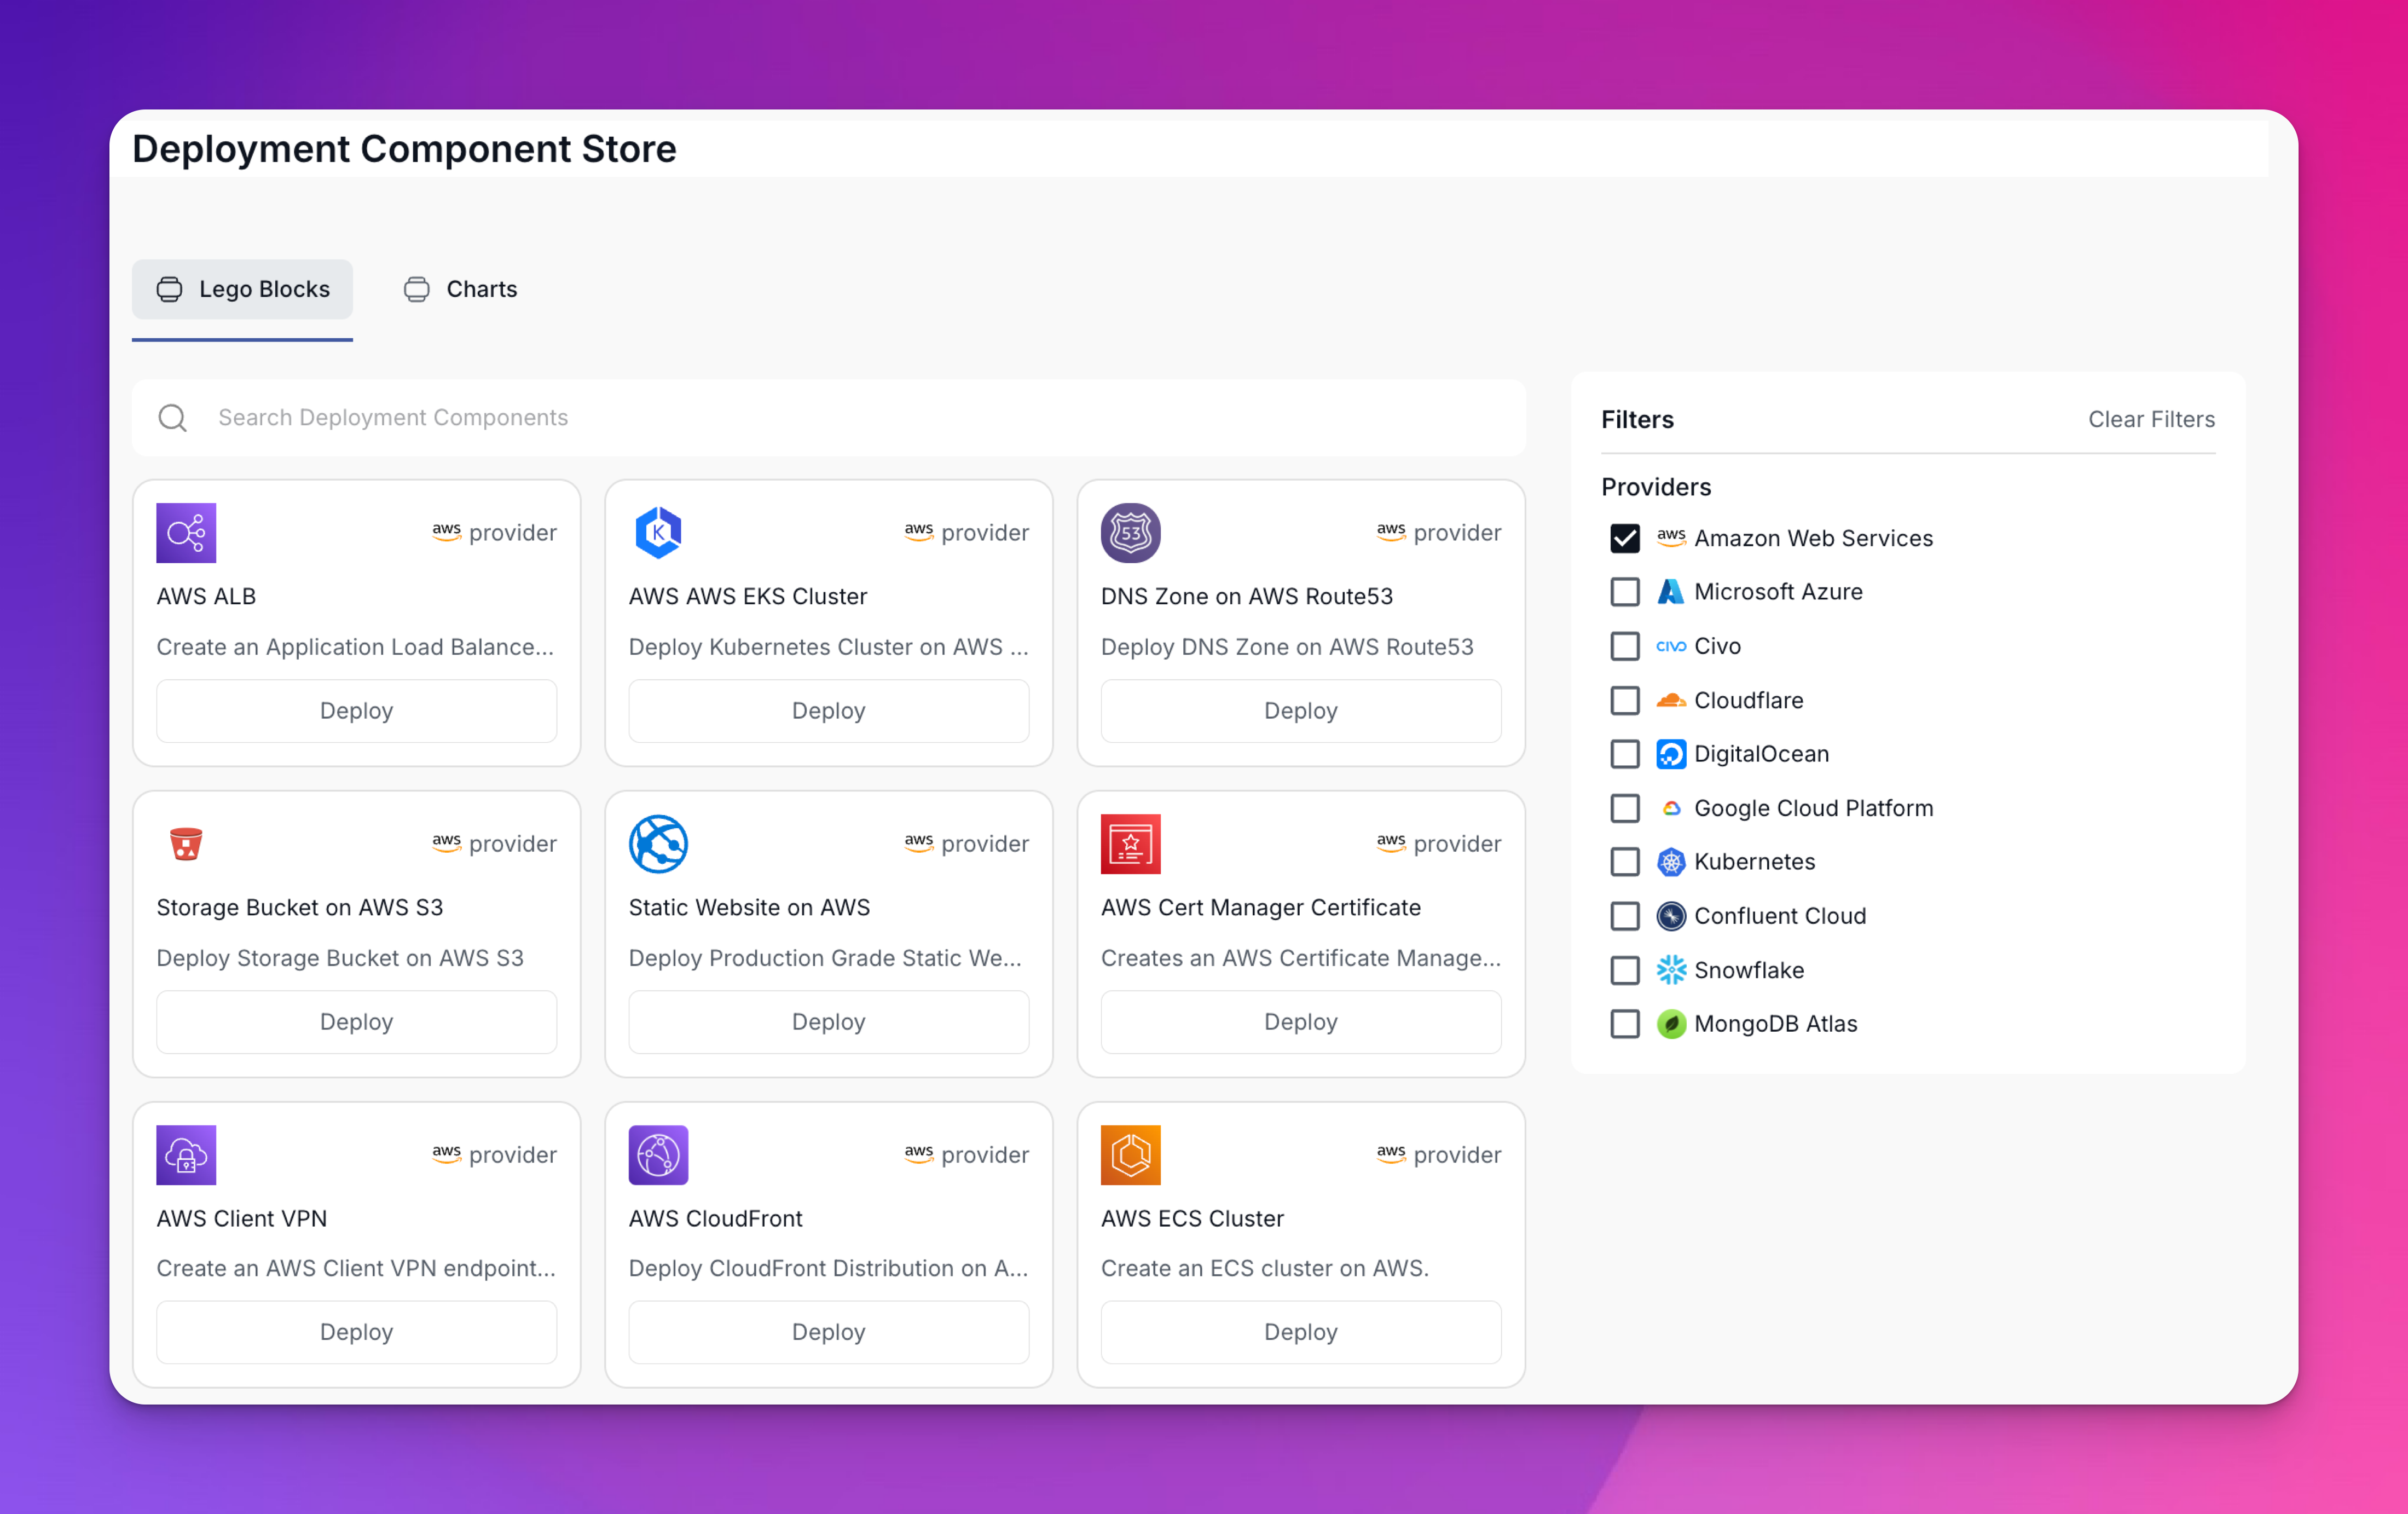 Deployment Component Store
Lego Blocks
Charts
Search Deployment Components
aws provider
AWS ALB
Create an Application Load Balance...
Deploy
K
aws provider
AWS AWS EKS Cluster
Deploy Kubernetes Cluster on AWS ...
Deploy
53
aws provider
DNS Zone on AWS Route53
Deploy DNS Zone on AWS Route53
Deploy
aws provider
Storage Bucket on AWS S3
Deploy Storage Bucket on AWS S3
Deploy
aws provider
Static Website on AWS
Deploy Production Grade Static We...
Deploy
aws provider
AWS Cert Manager Certificate
Creates an AWS Certificate Manage...
Deploy
aws provider
AWS Client VPN
Create an AWS Client VPN endpoint...
Deploy
aws provider
AWS CloudFront
Deploy CloudFront Distribution on A...
Deploy
aws provider
AWS ECS Cluster
Create an ECS cluster on AWS.
Deploy
Filters
Clear Filters
Providers
aws Amazon Web Services
Microsoft Azure
CIVO Civo
Cloudflare
DigitalOcean
Google Cloud Platform
Kubernetes
Confluent Cloud
Snowflake
MongoDB Atlas